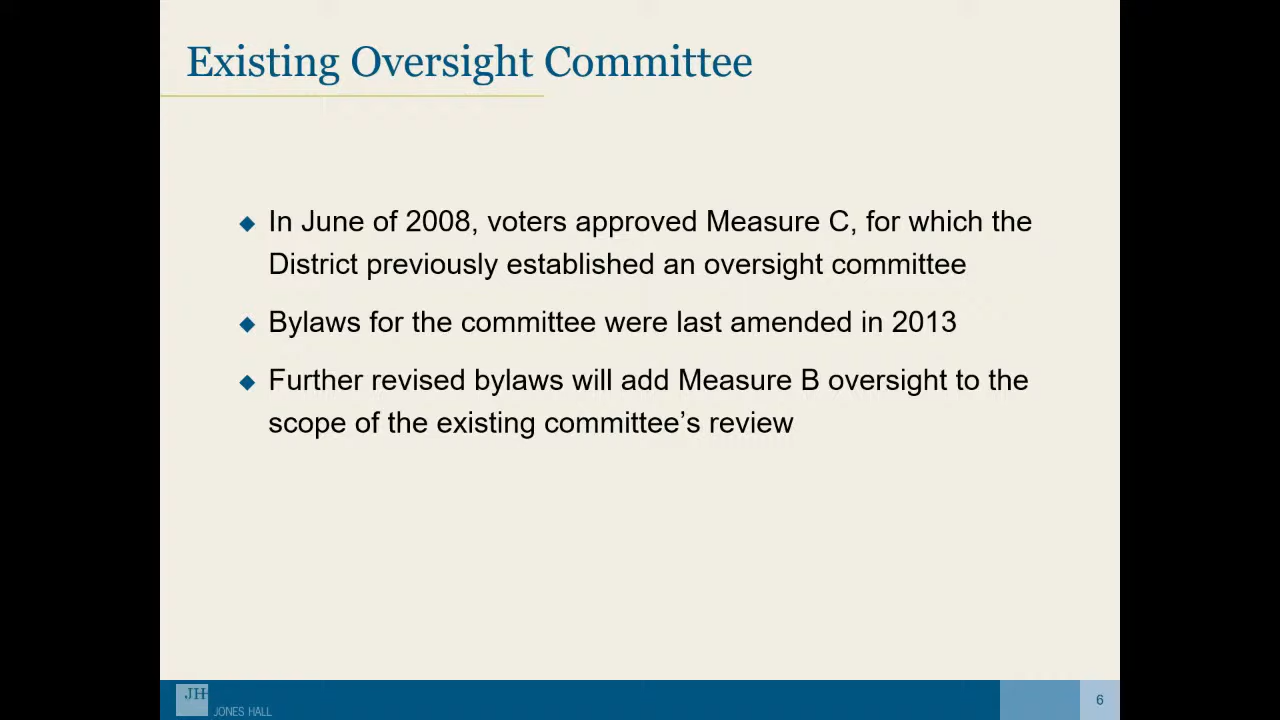 Existing Oversight Committee
In June of 2008, voters approved Measure C, for which the
District previously established an oversight committee
Bylaws for the committee were last amended in 2013
Further revised bylaws will add Measure B oversight to the
scope of the existing committee’s review
JH
JONES HALL
6